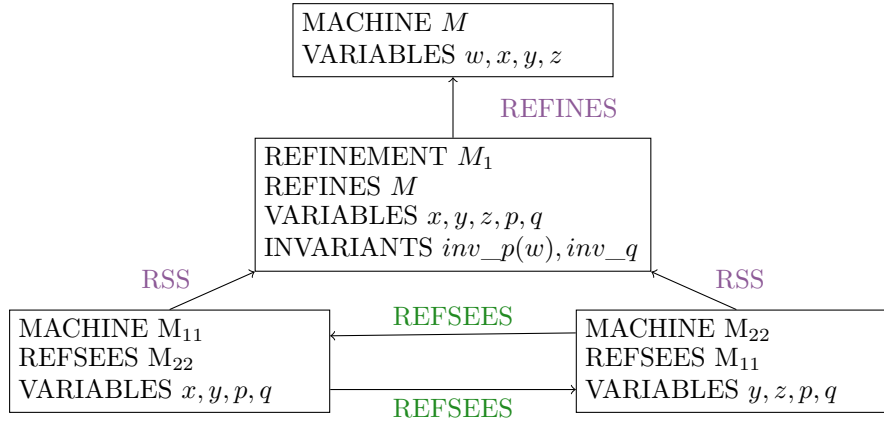 MACHINE M
VARIABLES w, x, y, z
REFINES
REFINEMENT M₁
REFINES M
VARIABLES x, y, z, p, q
INVARIANTS inv_p(w), inv_q
RSS
RSS
MACHINE M₁₁
REFSEES M₂₂
VARIABLES x, y, p, q
REFSEES
REFSEES
MACHINE M₂₂
REFSEES M₁₁
VARIABLES y, z, p, q